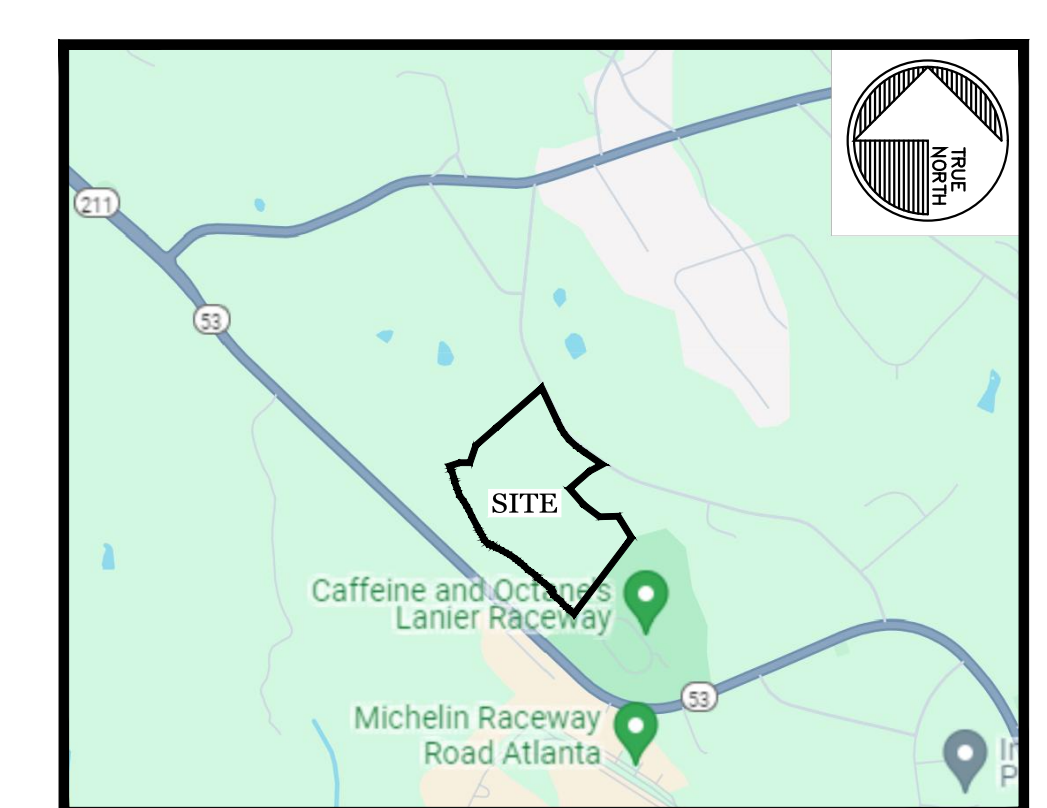 TRUE
NORTH
211
53
SITE
Caffeine and Octane's
Lanier Raceway
53
Michelin Raceway
Road Atlanta